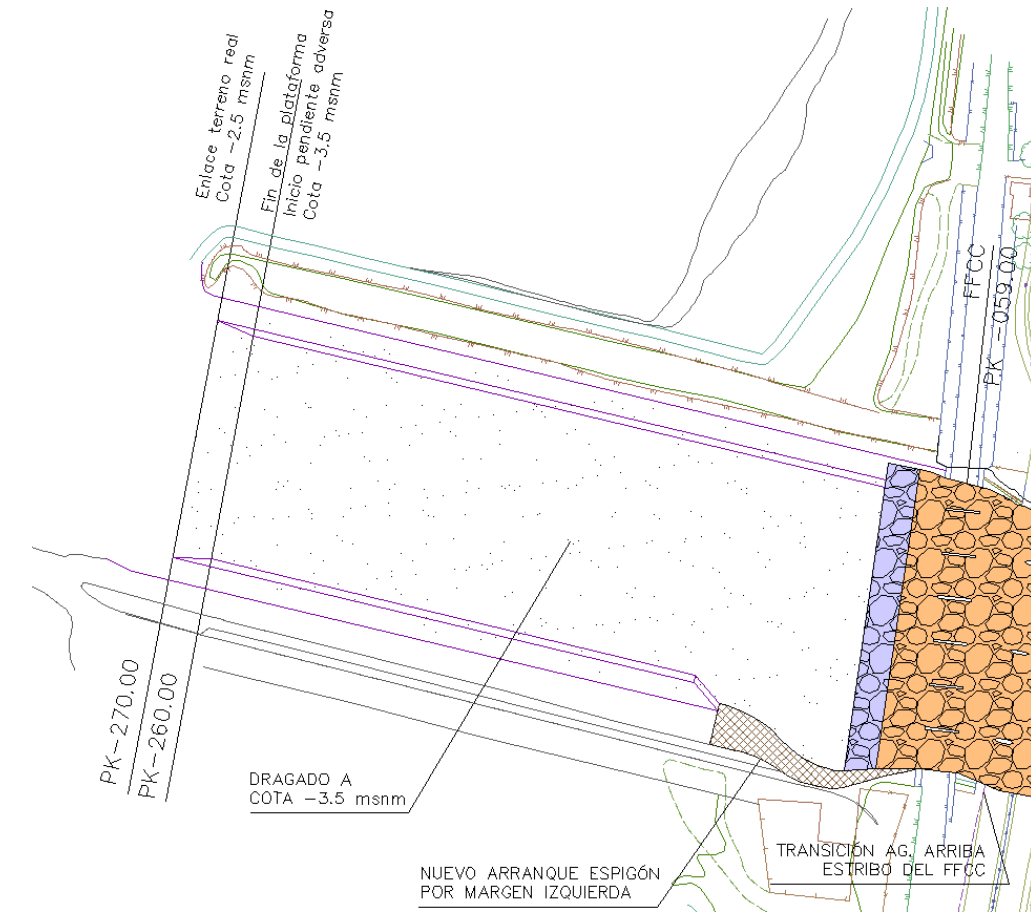 Enlace terreno real
Cota -2.5 msnm
Fin de la plataforma
Inicio pendiente adversa
Cota -3.5 msnm
FFCC
PK -059.00
PK-270.00
PK-260.00
DRAGADO A
COTA -3.5 msnm
NUEVO ARRANQUE ESPIGÓN
POR MARGEN IZQUIERDA
TRANSICIÓN AG. ARRIBA
ESTRIBO DEL FFCC